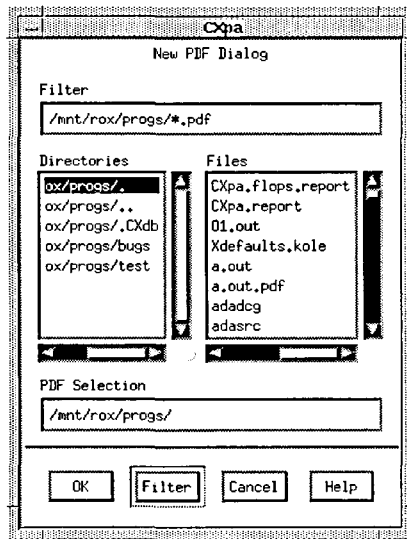 CXpa
New PDF Dialog
Filter
/mnt/rox/progs/*.pdf
Directories
ox/progs/.
ox/progs/..
ox/progs/.CXdb
ox/progs/bugs
ox/progs/test
Files
CXpa.flops.report
CXpa.report
O1.out
Xdefaults.kole
a.out
a.out.pdf
adadcg
adasrc
PDF Selection
/mnt/rox/progs/
OK Filter Cancel Help